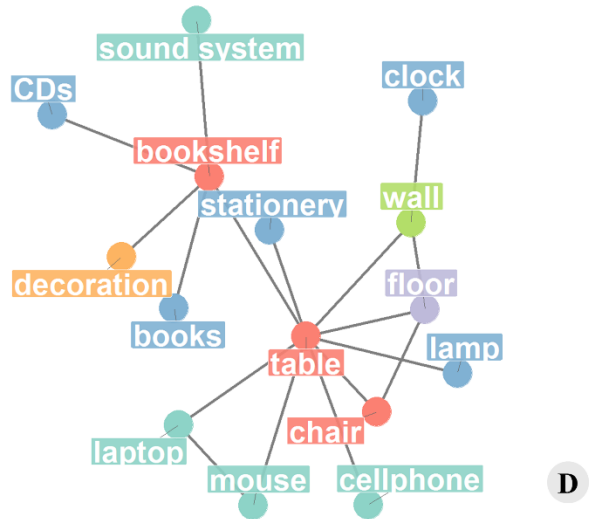 sound system
clock
CDs
bookshelf
stationery
wall
decoration
floor
books
table
lamp
chair
laptop
mouse
cellphone
D